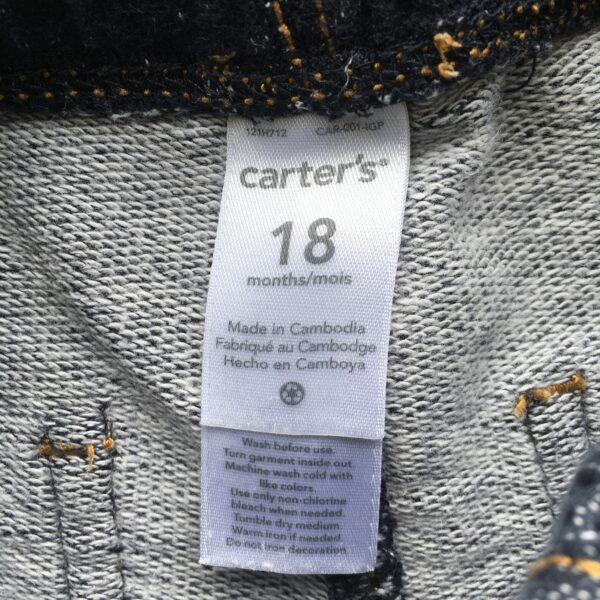 121H712 CAR-001-IGP
carter's®
18
months/mois
Made in Cambodia
Fabriqué au Cambodge
Hecho en Camboya
Wash before use.
Turn garment inside out.
Machine wash cold with
like colors.
Use only non-chlorine
bleach when needed.
Tumble dry medium.
Warm iron if needed.
Do not iron decoration.